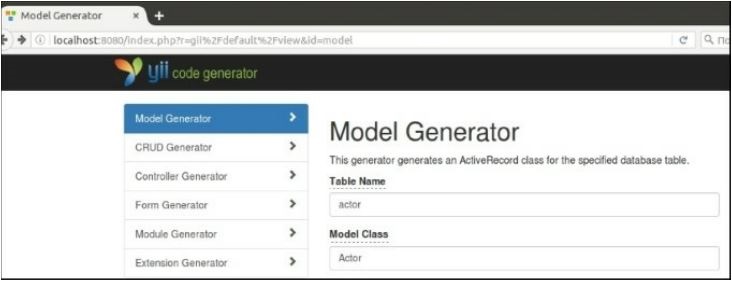 Model Generator
localhost:8080/index.php?r=gii%2Fdefault%2Fview&id=model
yii code generator
Model Generator
CRUD Generator
Controller Generator
Form Generator
Module Generator
Extension Generator
Model Generator
This generator generates an ActiveRecord class for the specified database table.
Table Name
actor
Model Class
Actor